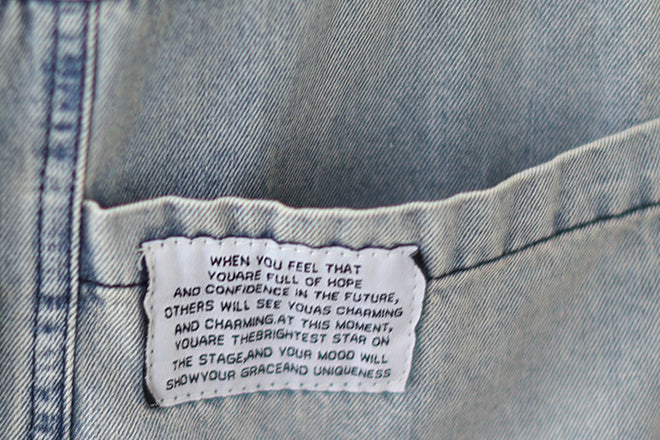 WHEN YOU FEEL THAT
YOUARE FULL OF HOPE
AND CONFIDENCE IN THE FUTURE,
OTHERS WILL SEE YOUAS CHARMING
AND CHARMING.AT THIS MOMENT,
YOUARE THEBRIGHTEST STAR ON
THE STAGE,AND YOUR MOOD WILL
SHOWYOUR GRACEAND UNIQUENESS